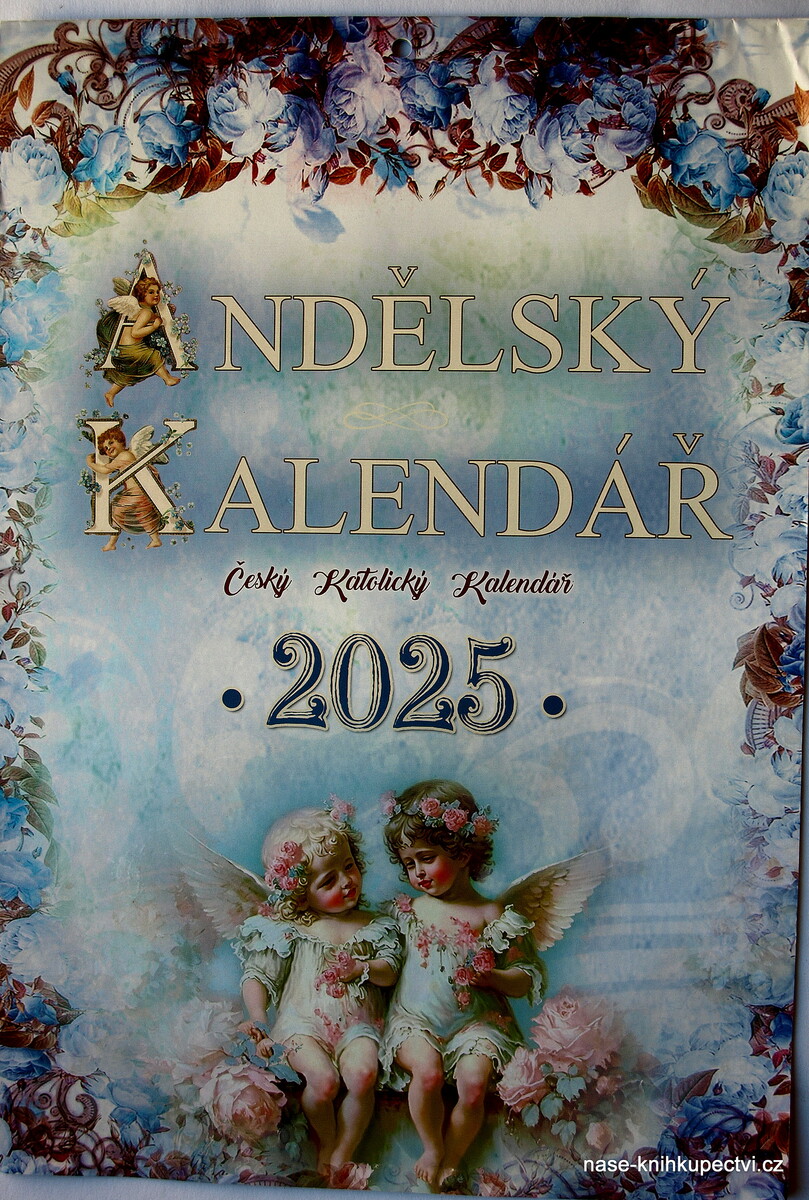 ANDĚLSKÝ
KALENDÁŘ
Český Katolický Kalendář
• 2025 •
nase-knihkupectvi.cz